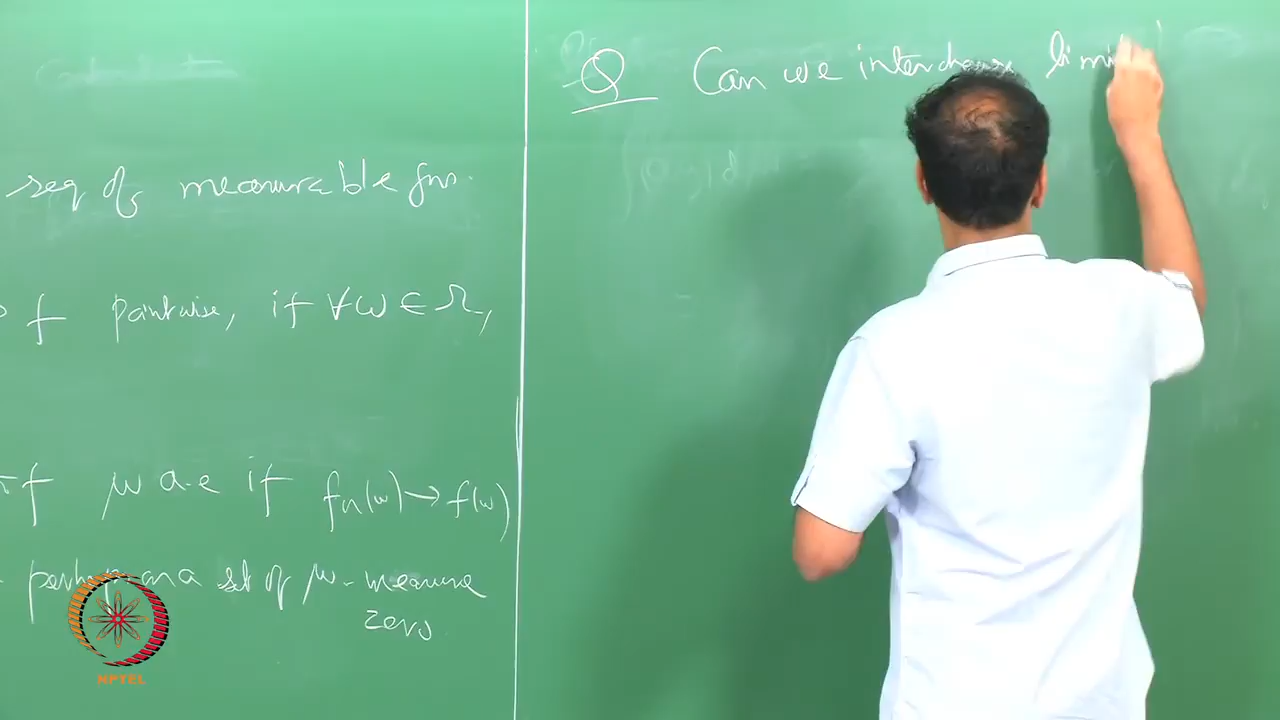 seq of measurable fns.
f pointwise, if ∀ω ∈ Ω,
f μ a.e if fn(ω) → f(ω)
perhaps on a set of μ-measure
zero.
Q Can we interchange limit
NPTEL